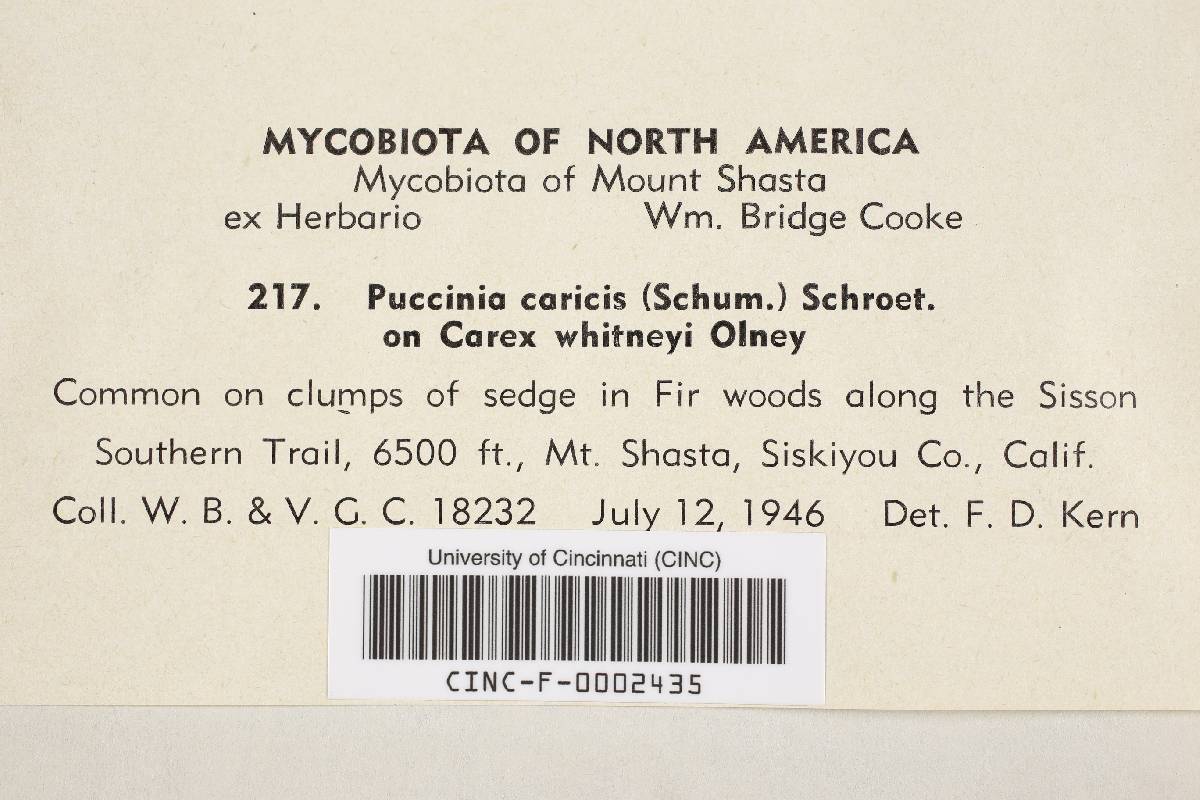 MYCOBIOTA OF NORTH AMERICA
Mycobiota of Mount Shasta
ex Herbario Wm. Bridge Cooke
217. Puccinia caricis (Schum.) Schroet.
on Carex whitneyi Olney
Common on clumps of sedge in Fir woods along the Sisson
Southern Trail, 6500 ft., Mt. Shasta, Siskiyou Co., Calif.
Coll. W. B. & V. G. C. 18232 July 12, 1946 Det. F. D. Kern
University of Cincinnati (CINC)
CINC-F-0002435